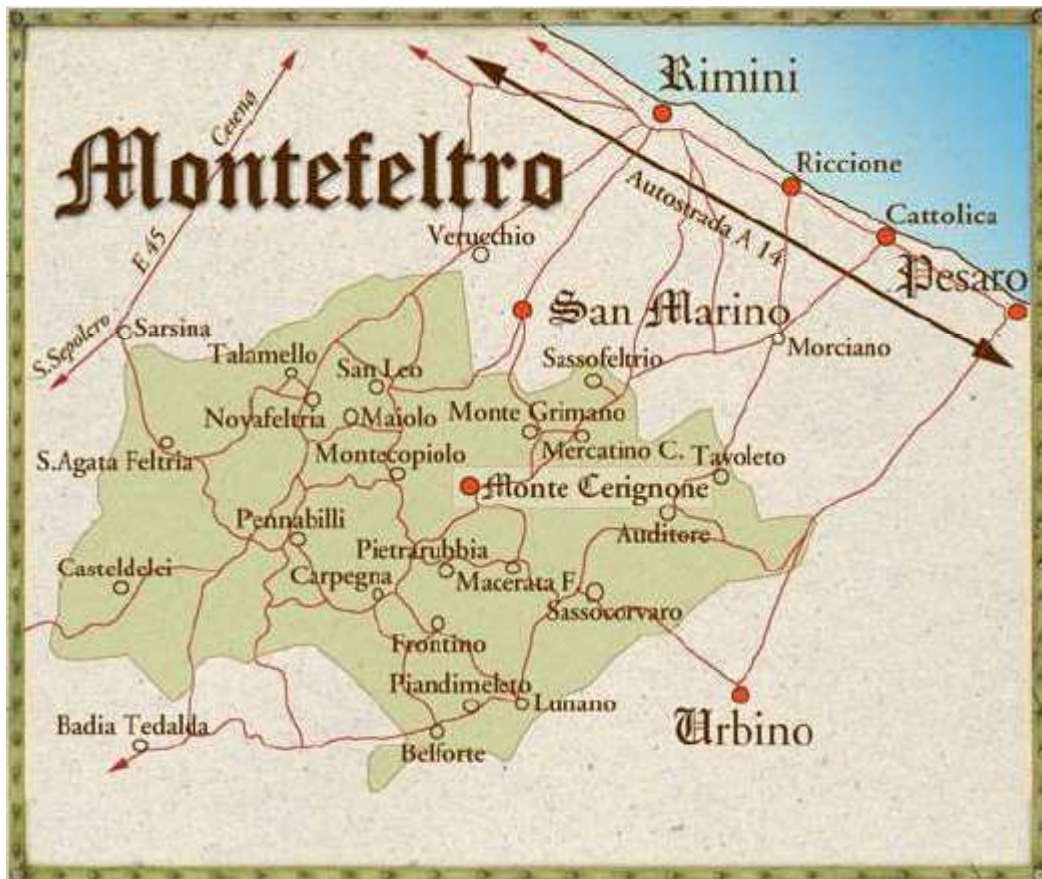 Rimini
Cesena
Montefeltro
Riccione
Autostrada A 14
Cattolica
Verucchio
E 45
Pesaro
San Marino
S.Sepolcro
Sarsina
Morciano
Talamello
San Leo
Sassofeltrio
Novafeltria
Maiolo
Monte Grimano
Mercatino C.
S.Agata Feltria
Montecopiolo
Tavoleto
Monte Cerignone
Pennabilli
Auditore
Pietrarubbia
Casteldelci
Carpegna
Macerata F.
Sassocorvaro
Frontino
Piandimeleto
Lunano
Badia Tedalda
Urbino
Belforte